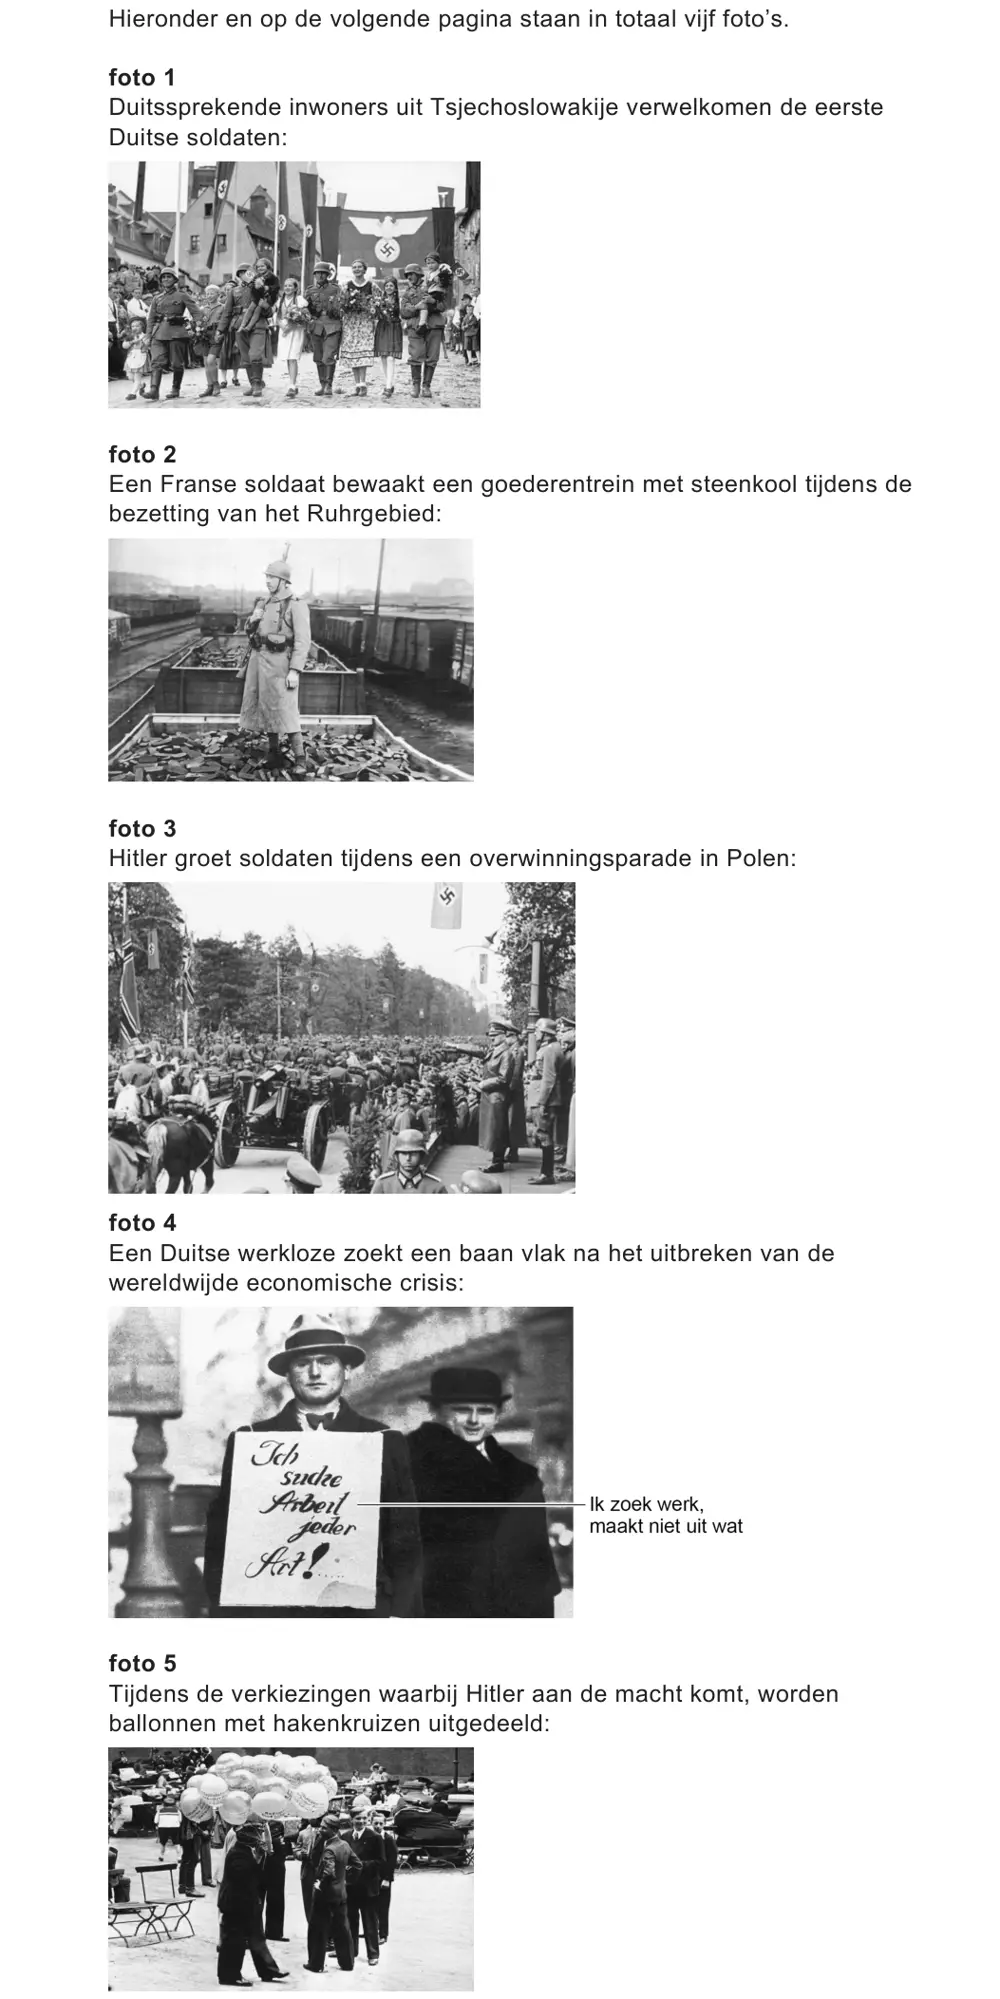 Hieronder en op de volgende pagina staan in totaal vijf foto’s.
foto 1
Duitssprekende inwoners uit Tsjechoslowakije verwelkomen de eerste
Duitse soldaten:
foto 2
Een Franse soldaat bewaakt een goederentrein met steenkool tijdens de
bezetting van het Ruhrgebied:
foto 3
Hitler groet soldaten tijdens een overwinningsparade in Polen:
foto 4
Een Duitse werkloze zoekt een baan vlak na het uitbreken van de
wereldwijde economische crisis:
Ich
suche
Arbeit
jeder
Art!
Ik zoek werk,
maakt niet uit wat
foto 5
Tijdens de verkiezingen waarbij Hitler aan de macht komt, worden
ballonnen met hakenkruizen uitgedeeld: